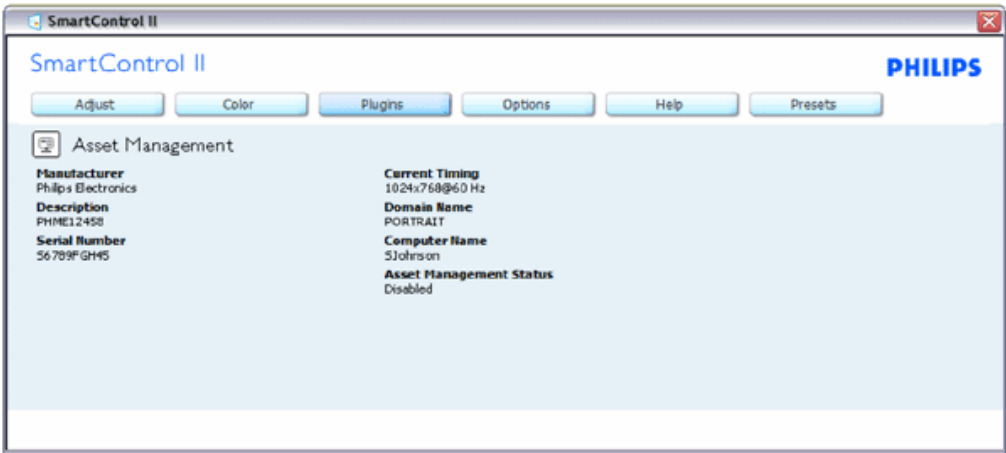 SmartControl II
SmartControl II
PHILIPS
Adjust Color Plugins Options Help Presets
Asset Management
Manufacturer
Philips Electronics
Description
PHME12458
Serial Number
56789FGH45
Current Timing
1024x768@60 Hz
Domain Name
PORTRAIT
Computer Name
SJohnson
Asset Management Status
Disabled